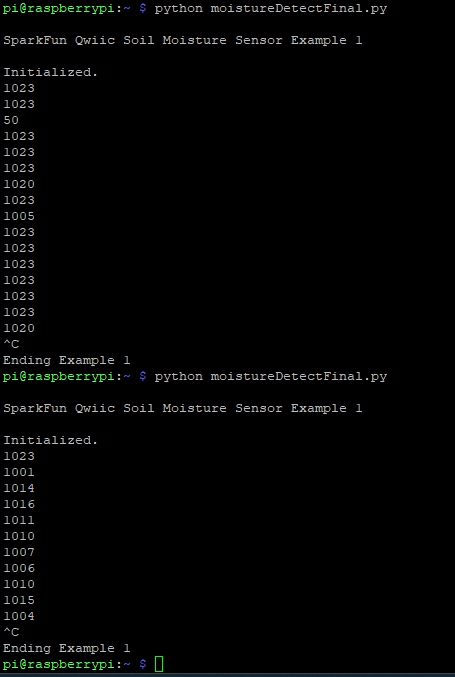 pi@raspberrypi:~ $ python moistureDetectFinal.py
SparkFun Qwiic Soil Moisture Sensor Example 1
Initialized.
1023
1023
50
1023
1023
1023
1020
1023
1005
1023
1023
1023
1023
1023
1023
1020
^C
Ending Example 1
pi@raspberrypi:~ $ python moistureDetectFinal.py
SparkFun Qwiic Soil Moisture Sensor Example 1
Initialized.
1023
1001
1014
1016
1011
1010
1007
1006
1010
1015
1004
^C
Ending Example 1
pi@raspberrypi:~ $